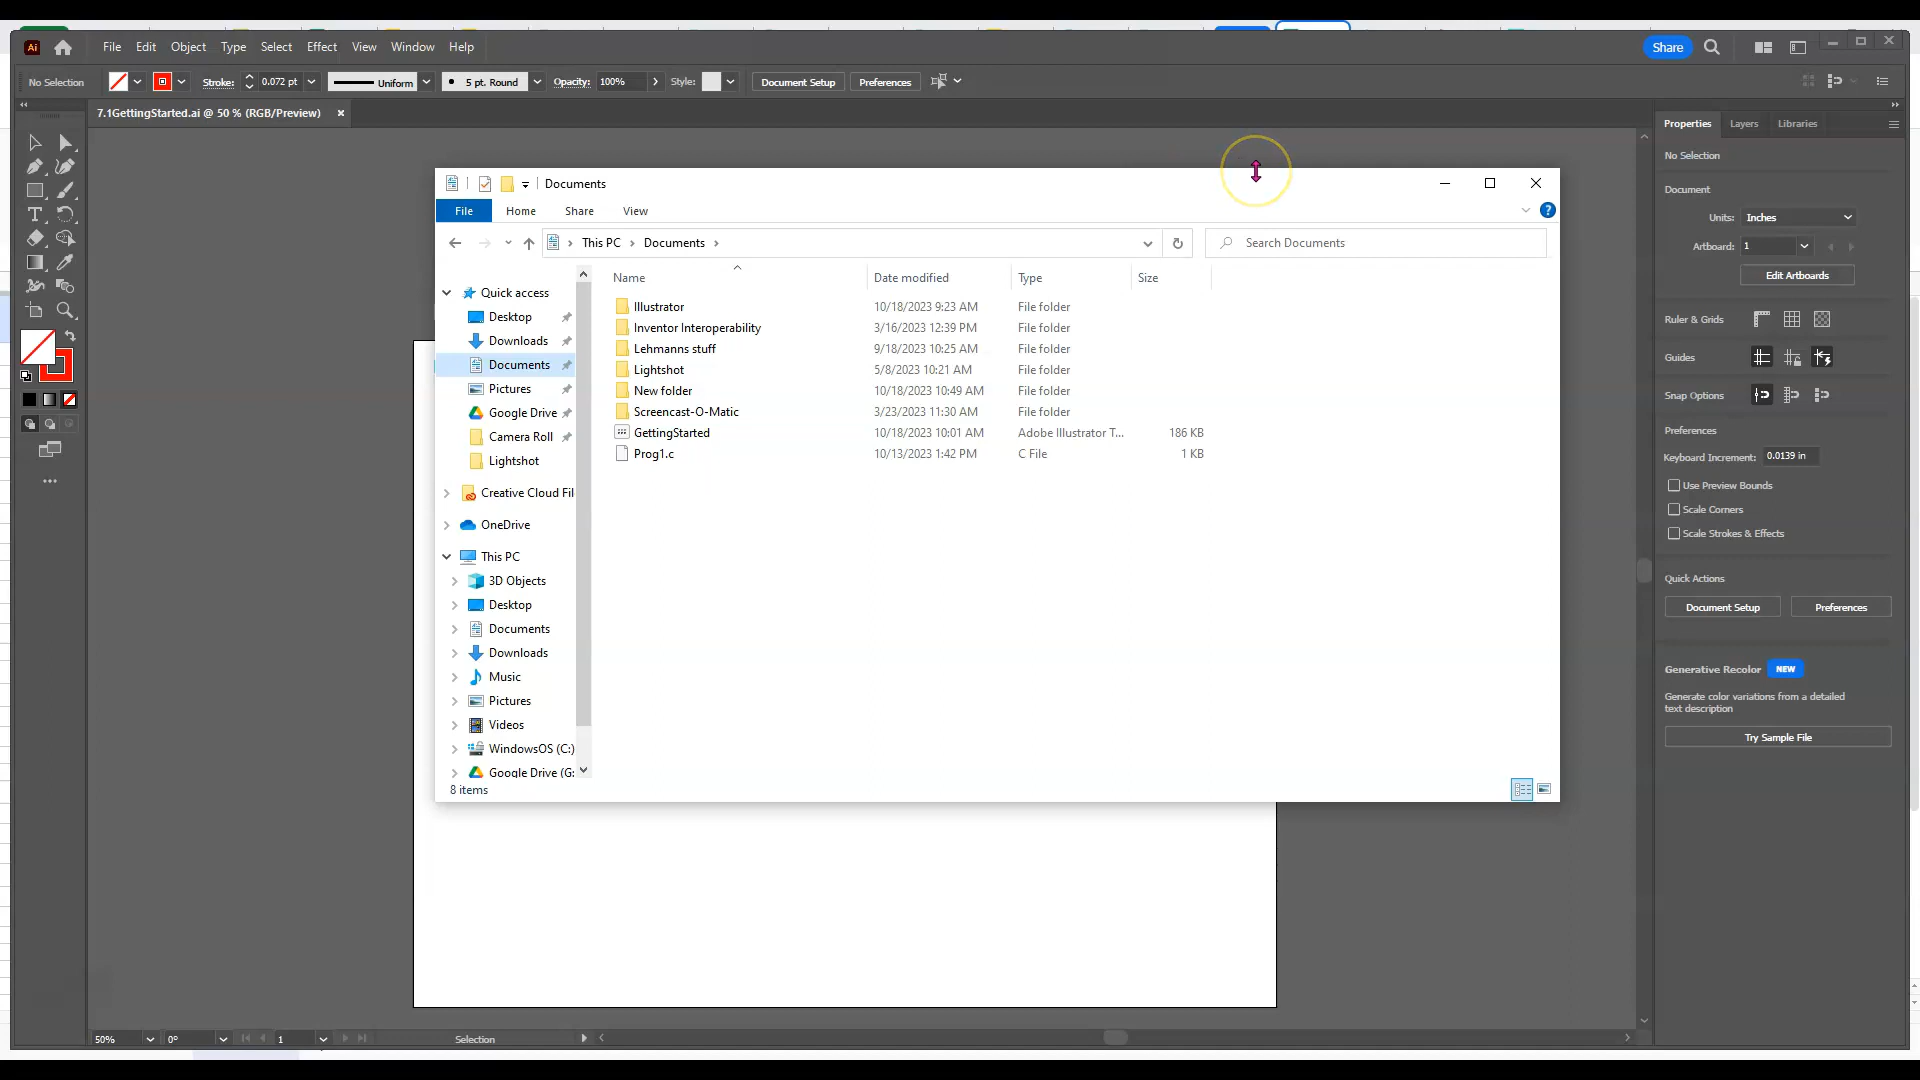 Ai File Edit Object Type Select Effect View Window Help Share
No Selection Stroke: 0.072 pt Uniform 5 pt. Round Opacity: 100% Style: Document Setup Preferences
7.1GettingStarted.ai @ 50 % (RGB/Preview) ×
Documents
File Home Share View
This PC Documents Search Documents
Name Date modified Type Size
Quick access
Desktop
Downloads
Documents
Pictures
Google Drive
Camera Roll
Lightshot
Creative Cloud Fil
OneDrive
This PC
3D Objects
Desktop
Documents
Downloads
Music
Pictures
Videos
WindowsOS (C:)
Google Drive (G:
Illustrator 10/18/2023 9:23 AM File folder
Inventor Interoperability 3/16/2023 12:39 PM File folder
Lehmanns stuff 9/18/2023 10:25 AM File folder
Lightshot 5/8/2023 10:21 AM File folder
New folder 10/18/2023 10:49 AM File folder
Screencast-O-Matic 3/23/2023 11:30 AM File folder
GettingStarted 10/18/2023 10:01 AM Adobe Illustrator T... 186 KB
Prog1.c 10/13/2023 1:42 PM C File 1 KB
8 items
Properties Layers Libraries
No Selection
Document
Units: Inches
Artboard: 1
Edit Artboards
Ruler & Grids
Guides
Snap Options
Preferences
Keyboard Increment: 0.0139 in
Use Preview Bounds
Scale Corners
Scale Strokes & Effects
Quick Actions
Document Setup Preferences
Generative Recolor NEW
Generate color variations from a detailed
text description
Try Sample File
50% 0° 1 Selection